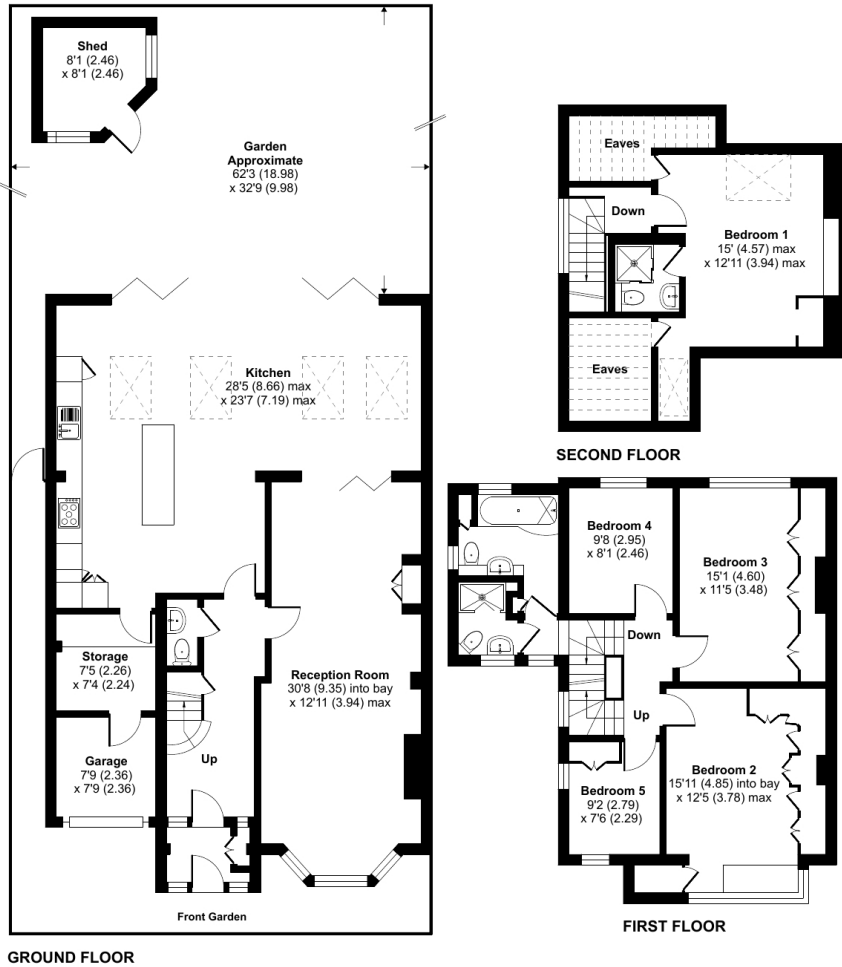 Shed
8'1 (2.46)
x 8'1 (2.46)
Garden
Approximate
62'3 (18.98)
x 32'9 (9.98)
Kitchen
28'5 (8.66) max
x 23'7 (7.19) max
Storage
7'5 (2.26)
x 7'4 (2.24)
Garage
7'9 (2.36)
x 7'9 (2.36)
Up
Reception Room
30'8 (9.35) into bay
x 12'11 (3.94) max
Front Garden
GROUND FLOOR
Eaves
Down
Bedroom 1
15' (4.57) max
x 12'11 (3.94) max
Eaves
SECOND FLOOR
Bedroom 4
9'8 (2.95)
x 8'1 (2.46)
Bedroom 3
15'1 (4.60)
x 11'5 (3.48)
Down
Up
Bedroom 2
15'11 (4.85) into bay
x 12'5 (3.78) max
Bedroom 5
9'2 (2.79)
x 7'6 (2.29)
FIRST FLOOR